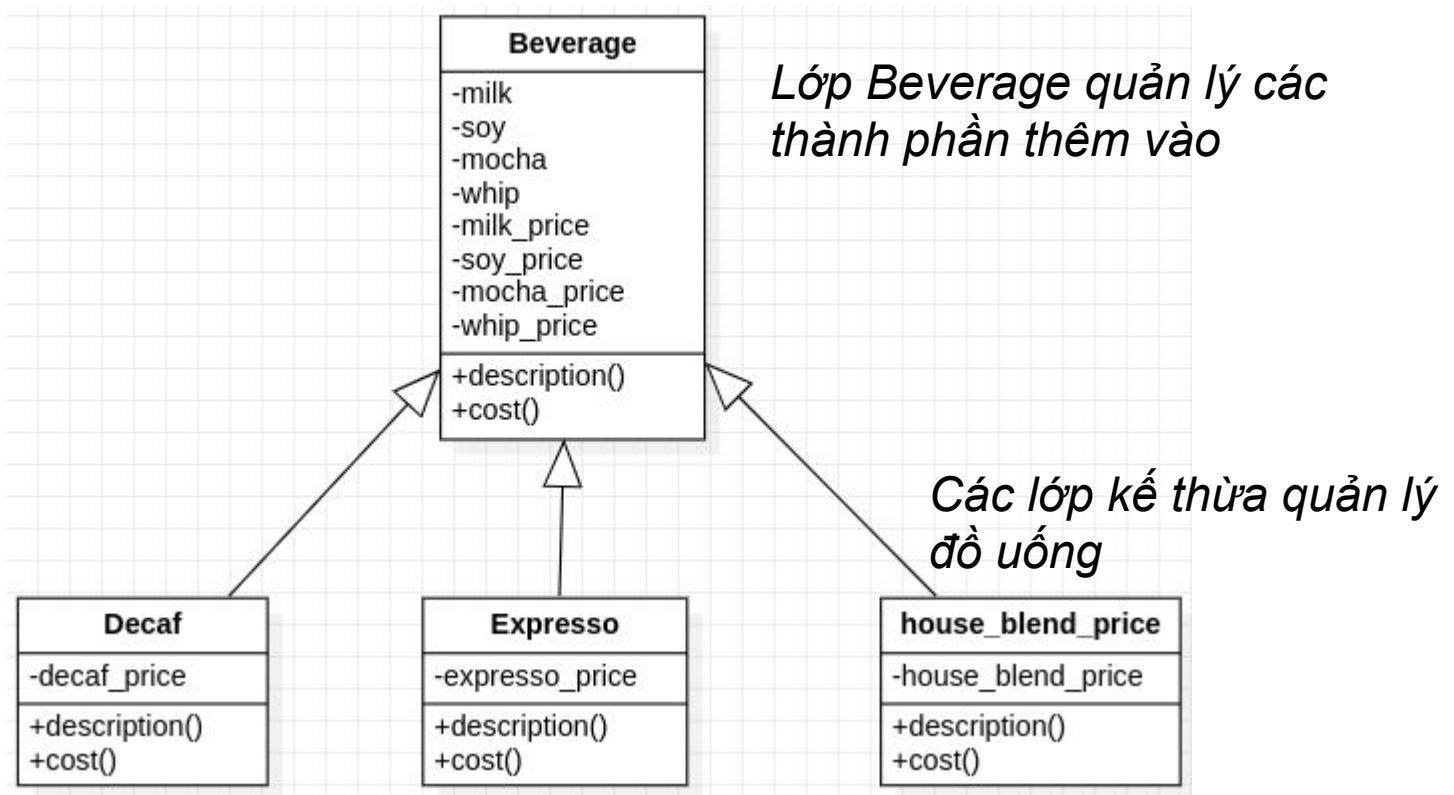 Beverage
-milk
-soy
-mocha
-whip
-milk_price
-soy_price
-mocha_price
-whip_price
+description()
+cost()
Lớp Beverage quản lý các
thành phần thêm vào
Các lớp kế thừa quản lý
đồ uống
Decaf
-decaf_price
+description()
+cost()
Expresso
-expresso_price
+description()
+cost()
house_blend_price
-house_blend_price
+description()
+cost()